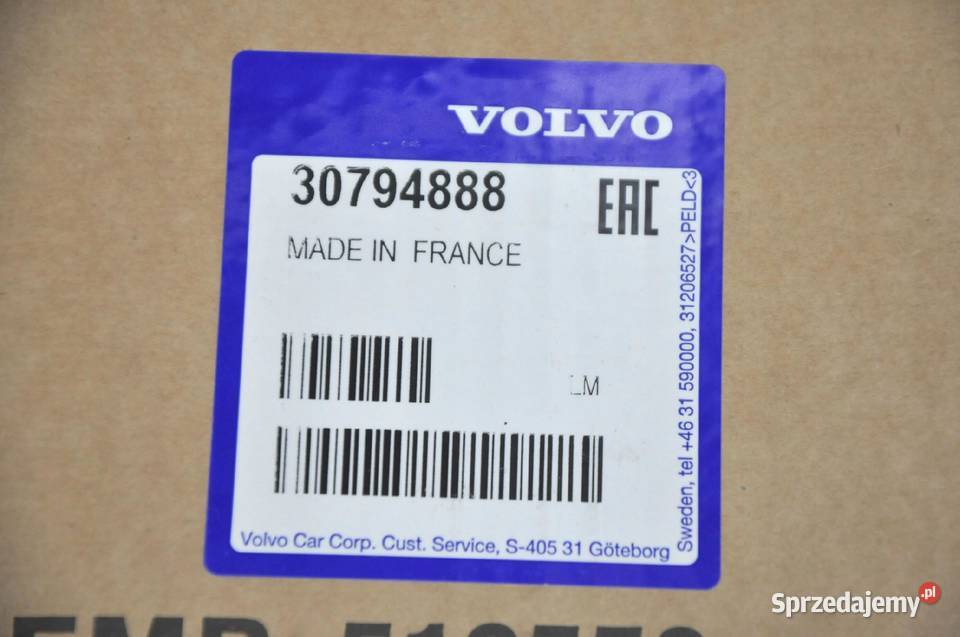 VOLVO
30794888
EAC
MADE IN FRANCE
LM
Volvo Car Corp. Cust. Service, S-405 31 Göteborg
Sweden, tel +46 31 590000, 31206527>PELD<3
Sprzedajemy.pl